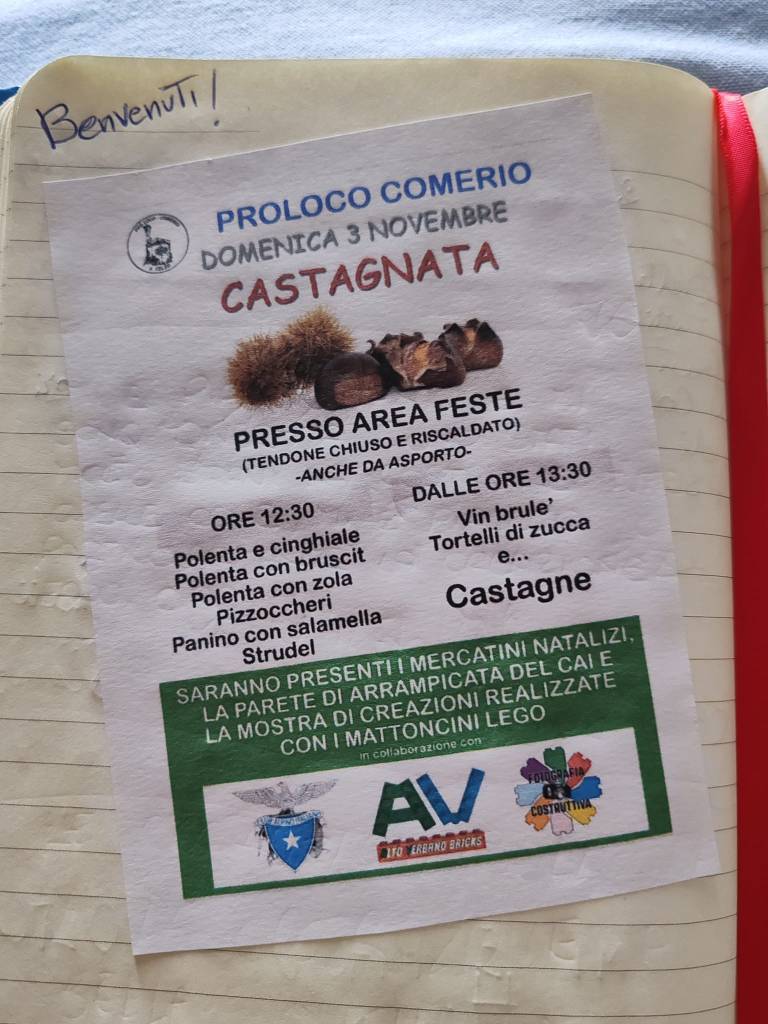 Benvenuti!
PROLOCO COMERIO
DOMENICA 3 NOVEMBRE
CASTAGNATA
PRESSO AREA FESTE
(TENDONE CHIUSO E RISCALDATO)
-ANCHE DA ASPORTO-
ORE 12:30
Polenta e cinghiale
Polenta con bruscit
Polenta con zola
Pizzoccheri
Panino con salamella
Strudel
DALLE ORE 13:30
Vin brule'
Tortelli di zucca
e...
Castagne
SARANNO PRESENTI I MERCATINI NATALIZI,
LA PARETE DI ARRAMPICATA DEL CAI E
LA MOSTRA DI CREAZIONI REALIZZATE
CON I MATTONCINI LEGO
in collaborazione con
AV
ALTO VERBANO BRICKS
FOTOGRAFIA
COSTRUTTIVA